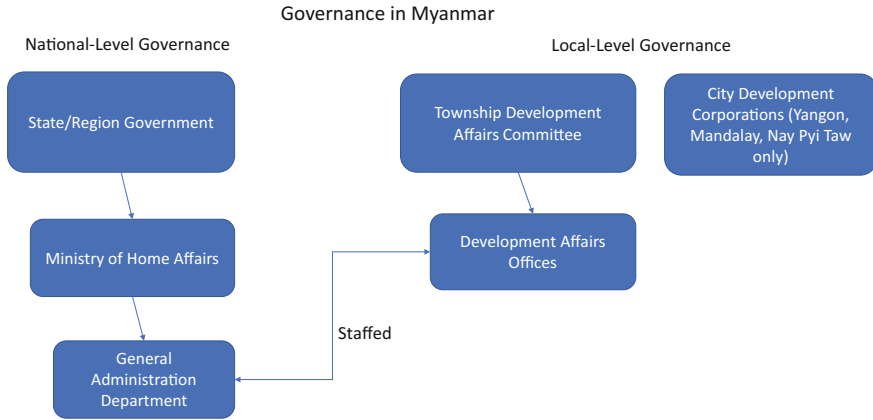 Governance in Myanmar
National-Level Governance
Local-Level Governance
State/Region Government
Township Development
Affairs Committee
City Development
Corporations (Yangon,
Mandalay, Nay Pyi Taw
only)
Ministry of Home Affairs
Development Affairs
Offices
Staffed
General
Administration
Department